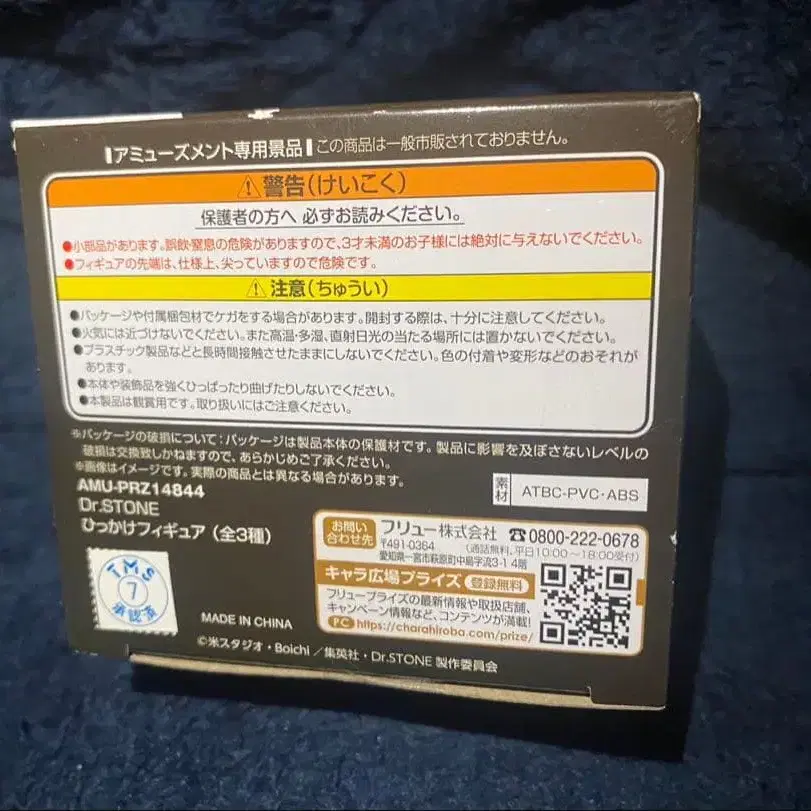 アミューズメント専用景品 この商品は一般市販されておりません。
⚠警告(けいこく)
保護者の方へ 必ずお読みください。
●小部品があります。誤飲・窒息の危険がありますので、3才未満のお子様には絶対に与えないでください。
●フィギュアの先端は、仕様上、尖っていますので危険です。
⚠注意(ちゅうい)
●パッケージや付属梱包材でケガをする場合があります。開封する際は、十分に注意してください。
●火気には近づけないでください。また高温・多湿、直射日光の当たる場所には置かないでください。
●プラスチック製品などと長時間接触させたままにしないでください。色の付着や変形などのおそれが
あります。
●本体や装飾品を強くひっぱったり曲げたりしないでください。
●本製品は観賞用です。取り扱いにはご注意ください。
※パッケージの破損について:パッケージは製品本体の保護材です。製品に影響を及ぼさないレベルの
破損は交換致しかねますので、あらかじめご了承ください。
※画像はイメージです。実際の商品とは異なる場合があります。
AMU-PRZ14844
Dr.STONE
ひっかけフィギュア(全3種)
素材 ATBC-PVC・ABS
お問い合わせ先
フリュー株式会社 ☎0800-222-0678
〒491-0364 (通話無料、平日10:00~18:00受付)
愛知県一宮市萩原町中島字流3-1 4階
キャラ広場プライズ 登録無料
フリュープライズの最新情報や取扱店舗、
キャンペーン情報など、コンテンツが満載!
PC https://charahiroba.com/prize/
TMS
7
承認済
MADE IN CHINA
©米スタジオ・Boichi/集英社・Dr.STONE 製作委員会